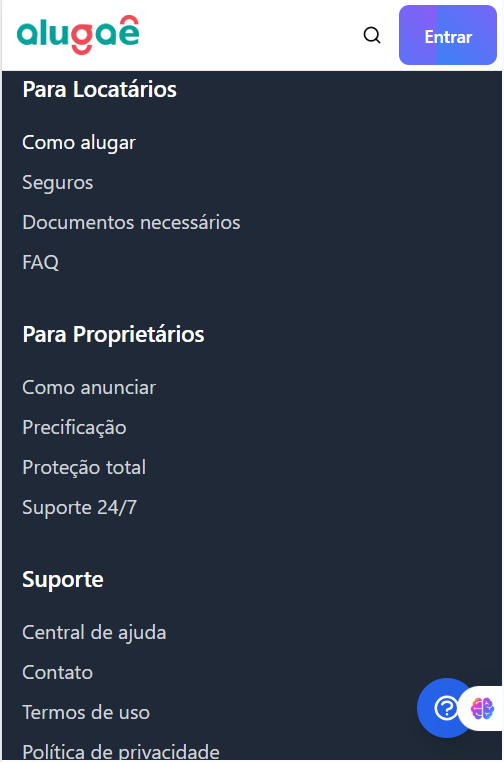 alugaê
Entrar
Para Locatários
Como alugar
Seguros
Documentos necessários
FAQ
Para Proprietários
Como anunciar
Precificação
Proteção total
Suporte 24/7
Suporte
Central de ajuda
Contato
Termos de uso
Política de privacidade